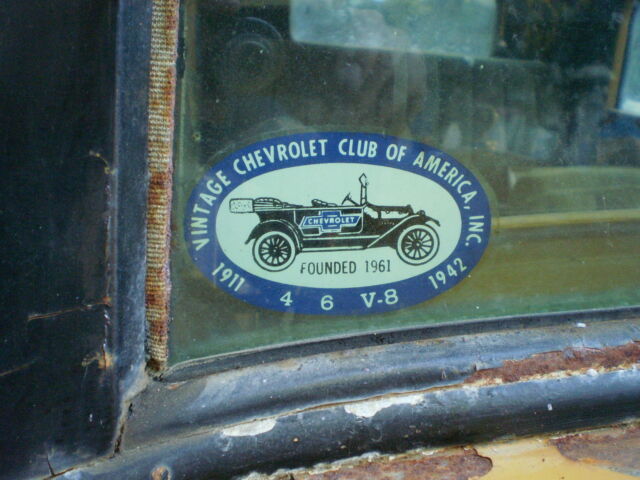 VINTAGE CHEVROLET CLUB OF AMERICA, INC
CHEVROLET
FOUNDED 1961
1911 4 6 V-8 1942